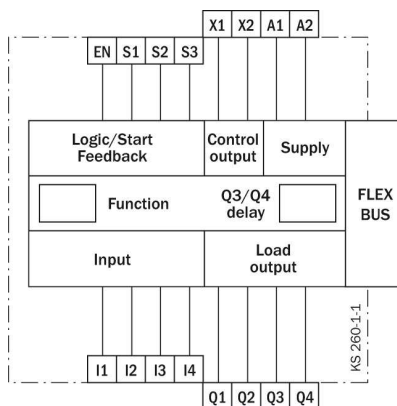 X1 X2 A1 A2
EN S1 S2 S3
Logic/Start
Feedback
Control
output
Supply
FLEX
BUS
Function
Q3/Q4
delay
Input
Load
output
KS 260-1-1
I1 I2 I3 I4
Q1 Q2 Q3 Q4